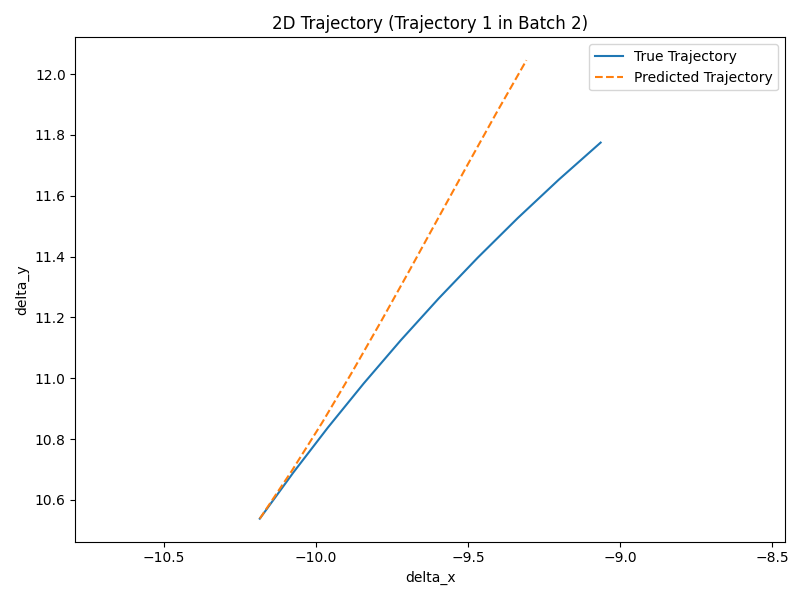 2D Trajectory (Trajectory 1 in Batch 2)
True Trajectory
Predicted Trajectory
12.0
11.8
11.6
11.4
11.2
11.0
10.8
10.6
delta_y
−10.5
−10.0
−9.5
−9.0
−8.5
delta_x